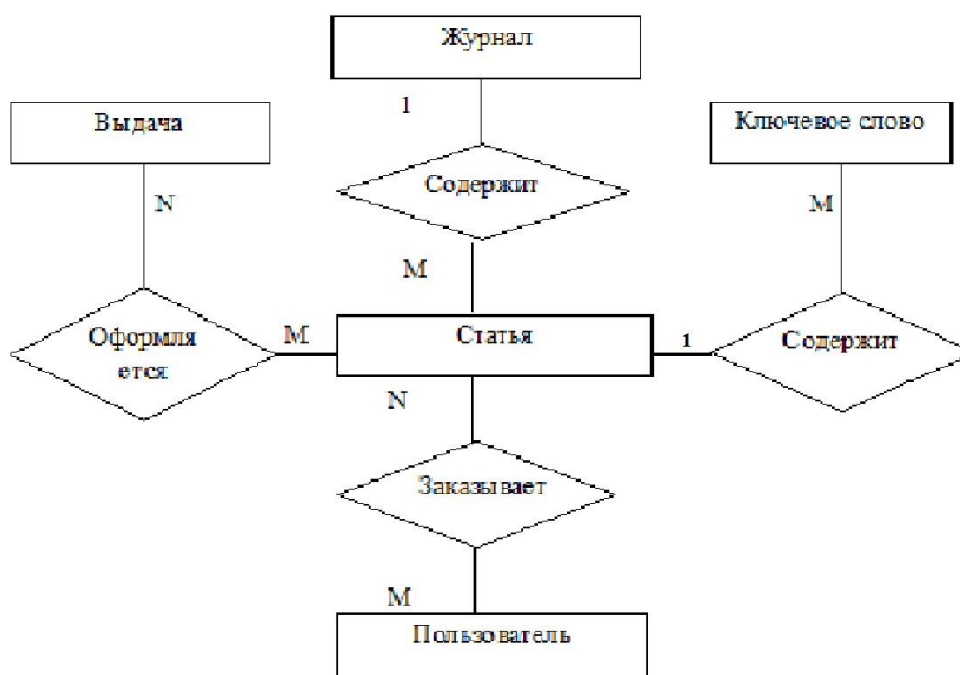 Журнал
1
Выдача
Ключевое слово
N
Содержит
M
M
Оформля
ется
M
Статья
1
Содержит
N
Заказывает
M
Пользователь